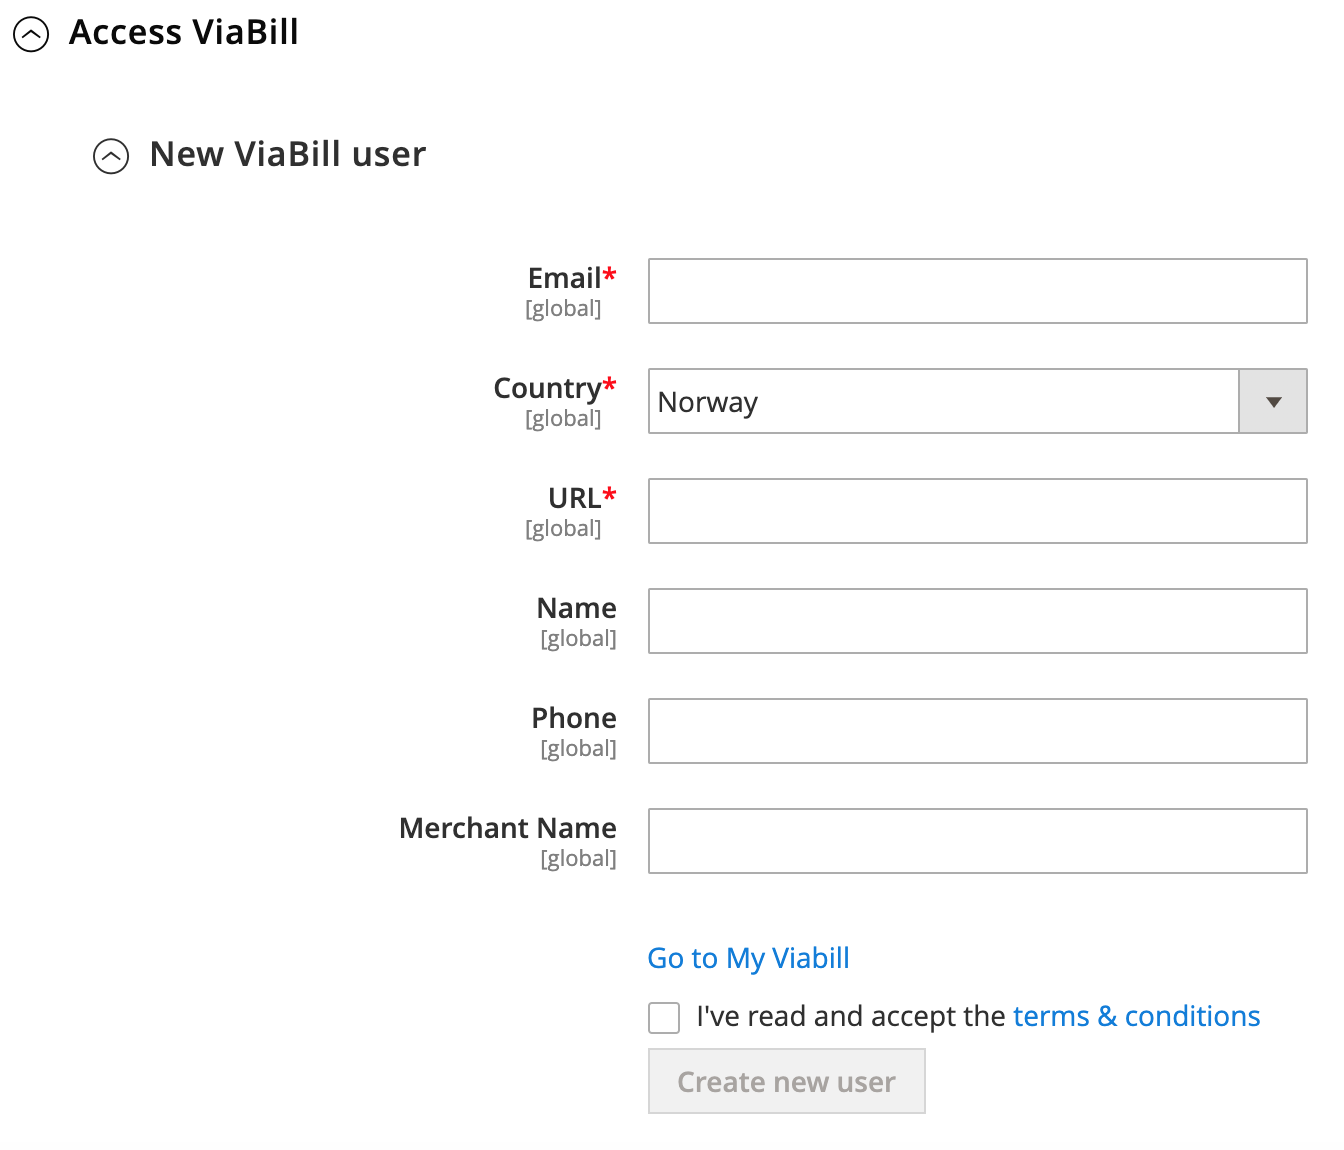 Access ViaBill
New ViaBill user
Email*
[global]
Country*
[global]
Norway
URL*
[global]
Name
[global]
Phone
[global]
Merchant Name
[global]
Go to My Viabill
I've read and accept the terms & conditions
Create new user